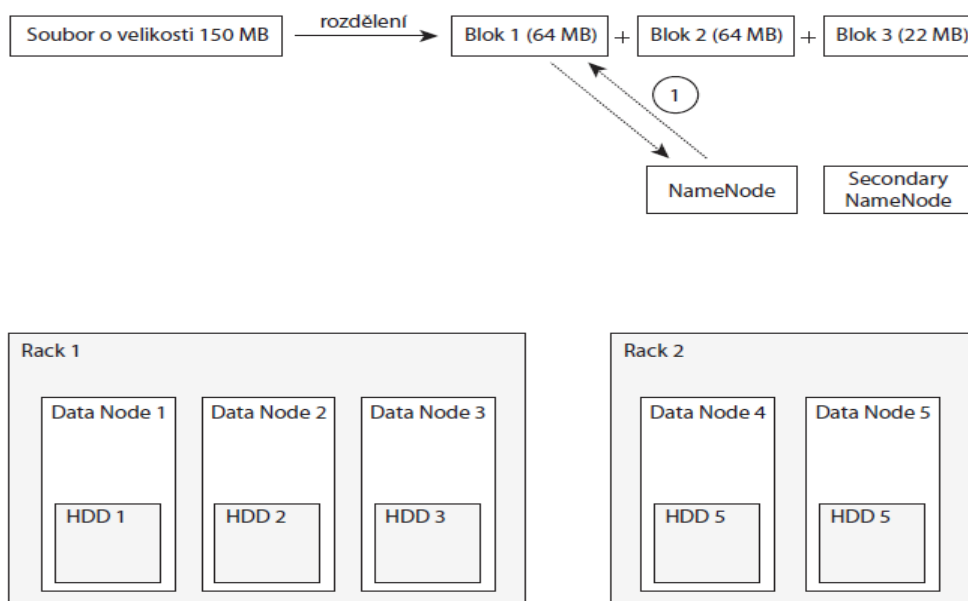 Soubor o velikosti 150 MB
rozdělení
Blok 1 (64 MB)
+
Blok 2 (64 MB)
+
Blok 3 (22 MB)
1
NameNode
Secondary
NameNode
Rack 1
Data Node 1
HDD 1
Data Node 2
HDD 2
Data Node 3
HDD 3
Rack 2
Data Node 4
HDD 5
Data Node 5
HDD 5